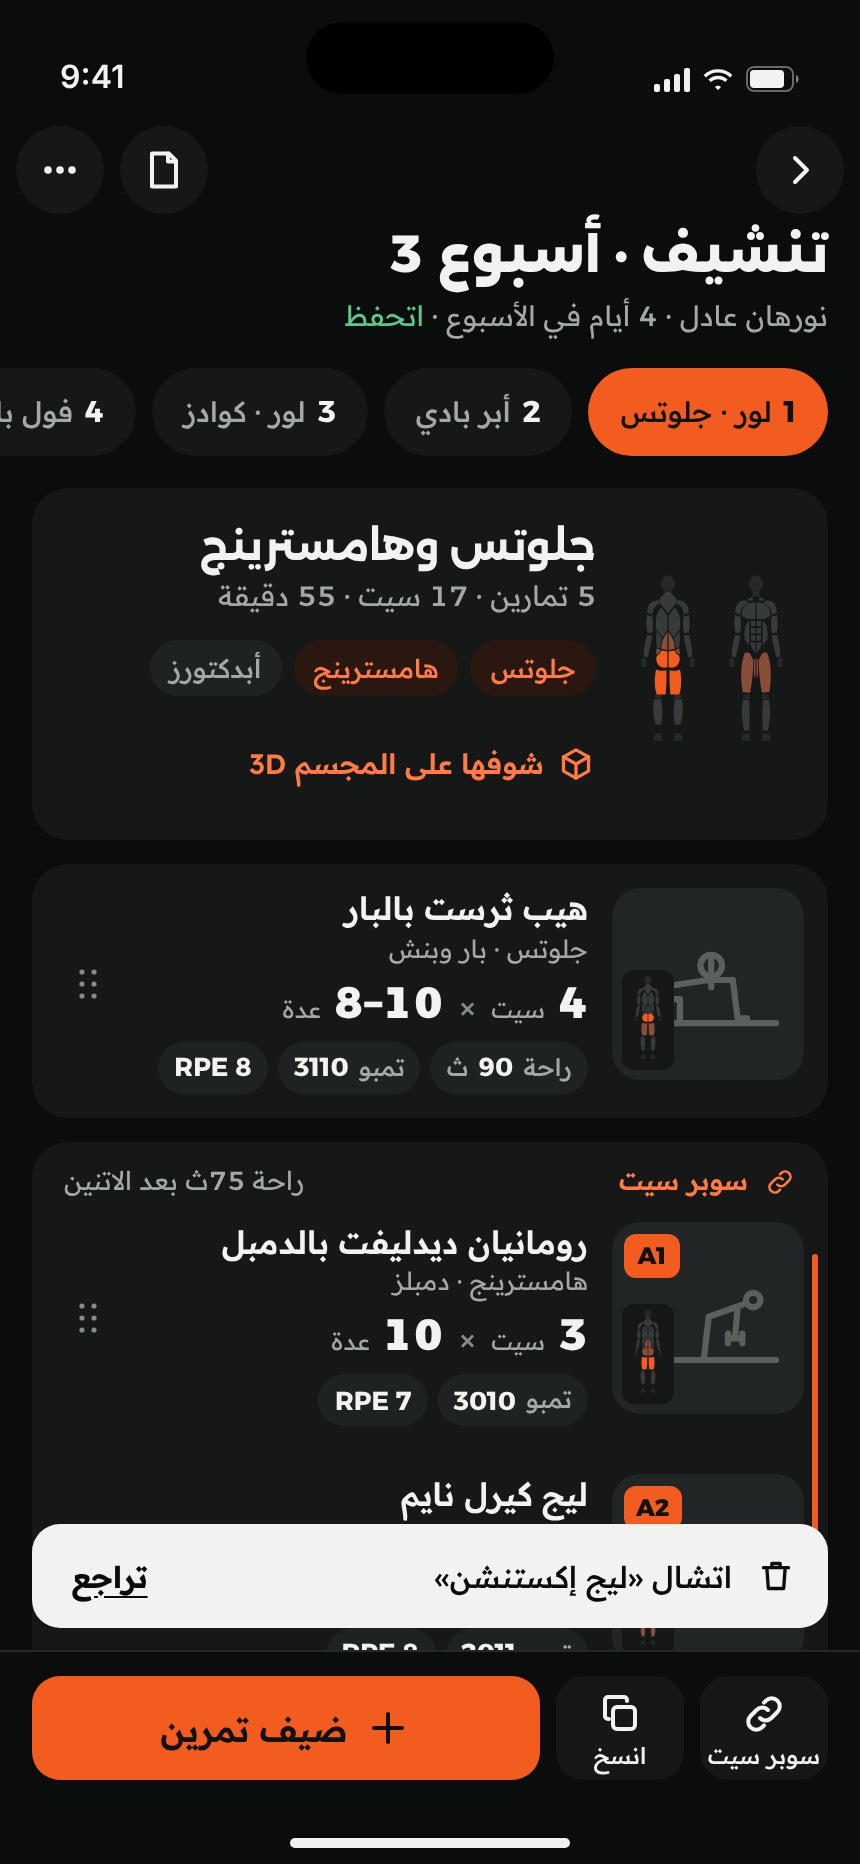 9:41
تنشيف · أسبوع 3
نورهان عادل · 4 أيام في الأسبوع · اتحفظ
1 لور · جلوتس
2 أبر بادي
3 لور · كوادز
4 فول
جلوتس وهامسترينج
5 تمارين · 17 سيت · 55 دقيقة
جلوتس
هامسترينج
أبدكتورز
شوفها على المجسم 3D
هيب ثرست بالبار
جلوتس · بار وبنش
4 سيت × 8–10 عدة
راحة 90 ث
تمبو 3110
RPE 8
سوبر سيت
راحة 75ث بعد الاتنين
A1
رومانيان ديدليفت بالدمبل
هامسترينج · دمبلز
3 سيت × 10 عدة
تمبو 3010
RPE 7
A2
ليج كيرل نايم
اتشال «ليج إكستنشن»
تراجع
سوبر سيت
انسخ
ضيف تمرين